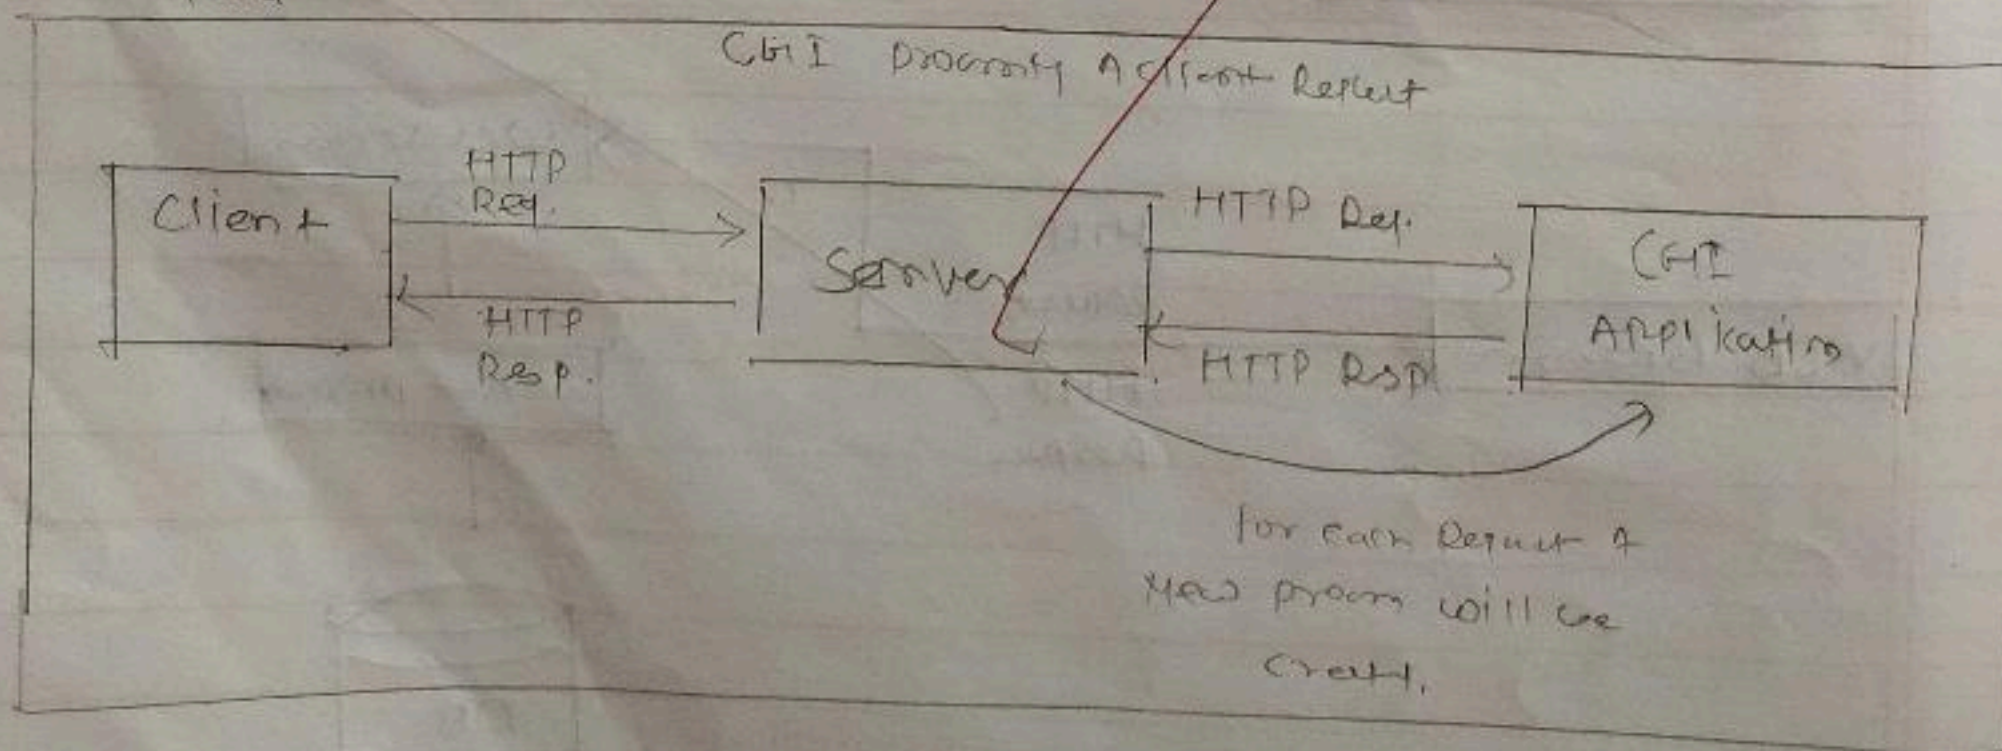 CGI Processing A Client Request
HTTP
Req.
Client
HTTP
Resp.
Server
HTTP Req.
HTTP Resp
CGI
Application
for each Request A
New process will be
created.